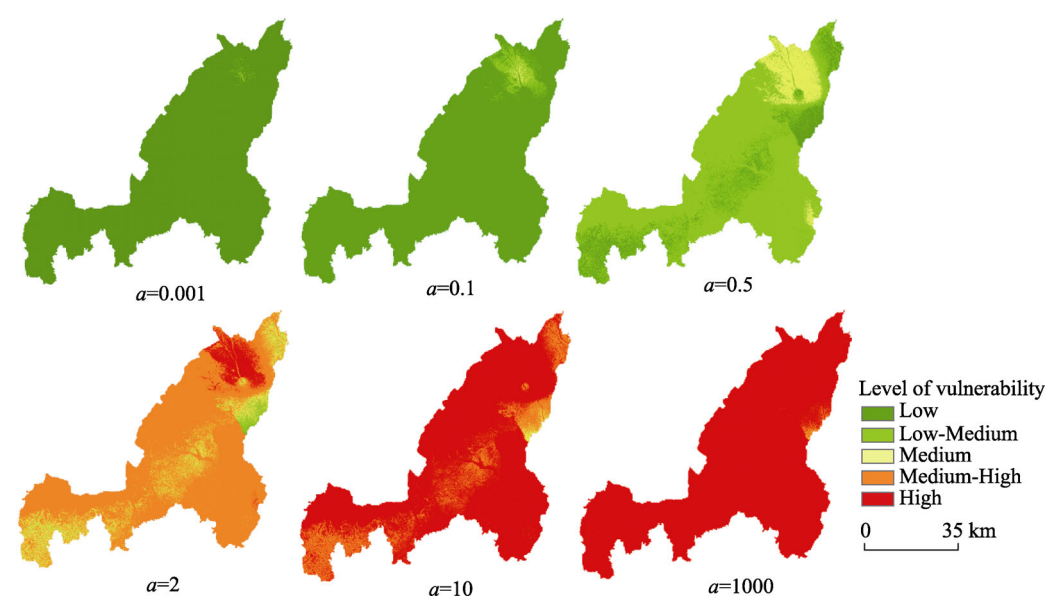 a=0.001
a=0.1
a=0.5
a=2
a=10
a=1000
Level of vulnerability
Low
Low-Medium
Medium
Medium-High
High
0 35 km